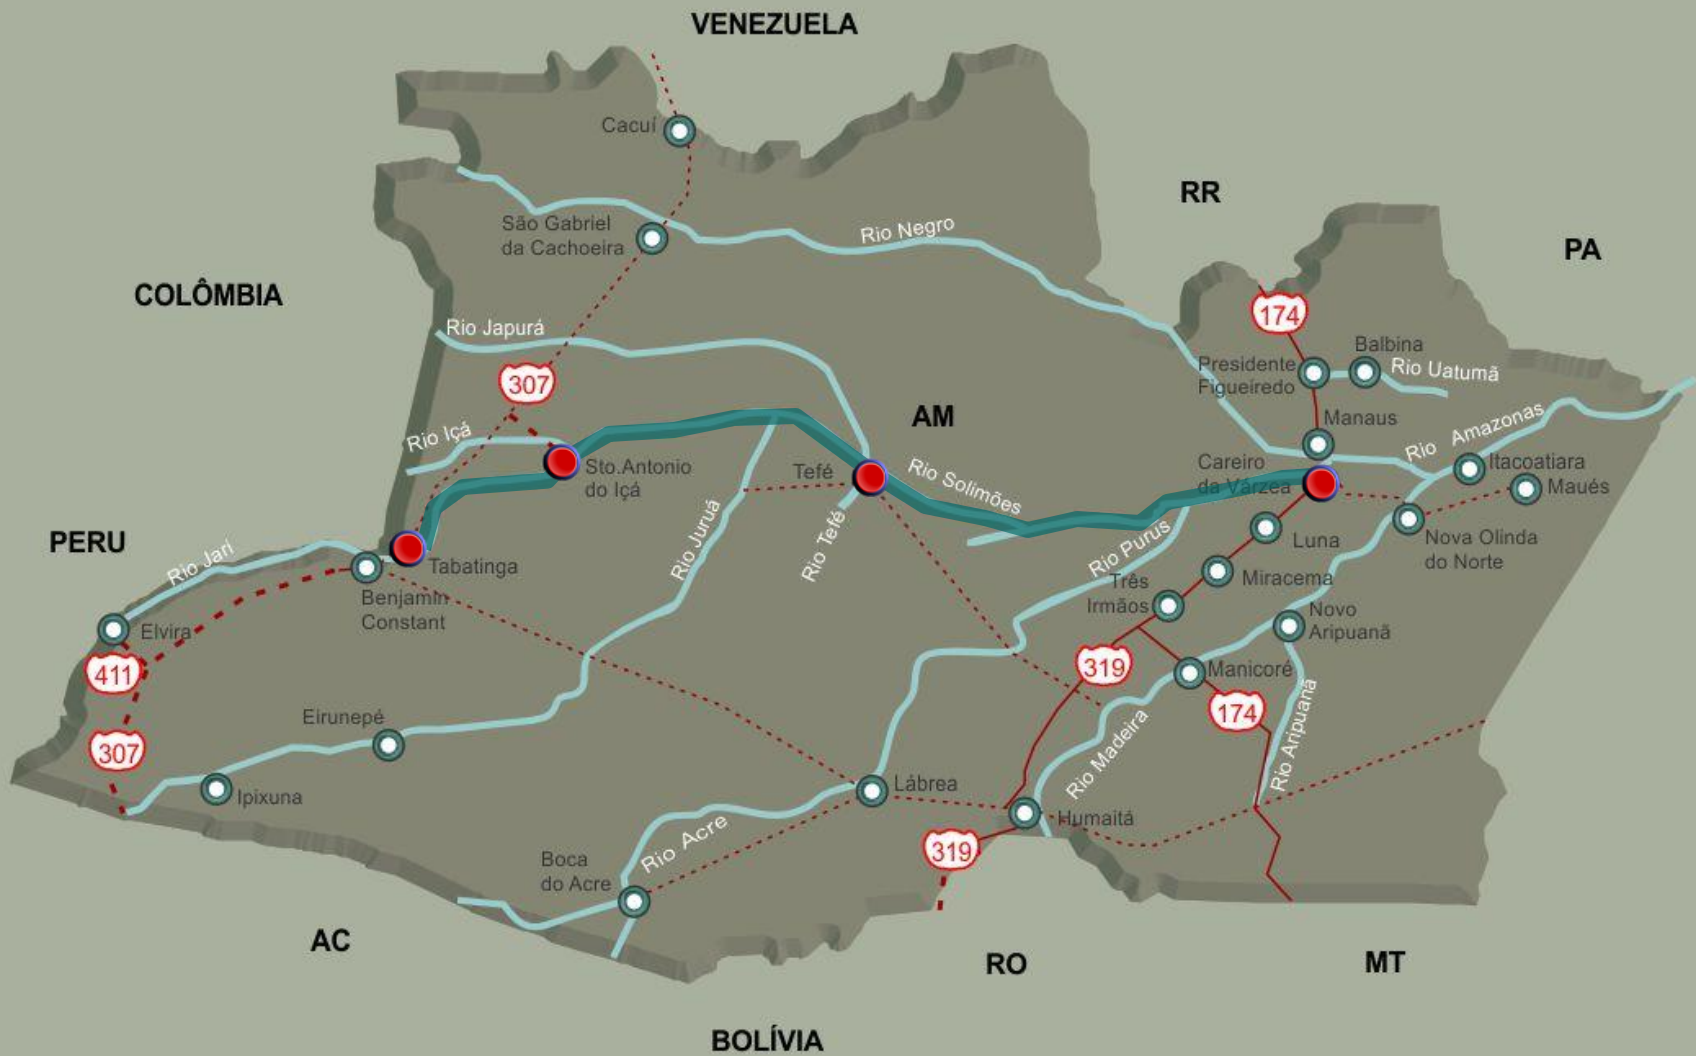 VENEZUELA
Cacuí
RR
São Gabriel
da Cachoeira
Rio Negro
PA
COLÔMBIA
174
Rio Japurá
Balbina
Presidente
Figueiredo
Rio Uatumã
307
AM
Manaus
Rio Içá
Rio Amazonas
Sto.Antonio
do Içá
Tefé
Rio Solimões
Careiro
da Várzea
Itacoatiara
Maués
PERU
Rio Jari
Tabatinga
Rio Juruá
Rio Tefé
Rio Purus
Luna
Nova Olinda
do Norte
Benjamin
Constant
Três
Irmãos
Miracema
Elvira
Novo
Aripuanã
411
319
Manicoré
174
Eirunepé
307
Rio Madeira
Rio Aripuanã
Ipixuna
Lábrea
Humaitá
Rio Acre
319
Boca
do Acre
AC
RO
MT
BOLÍVIA